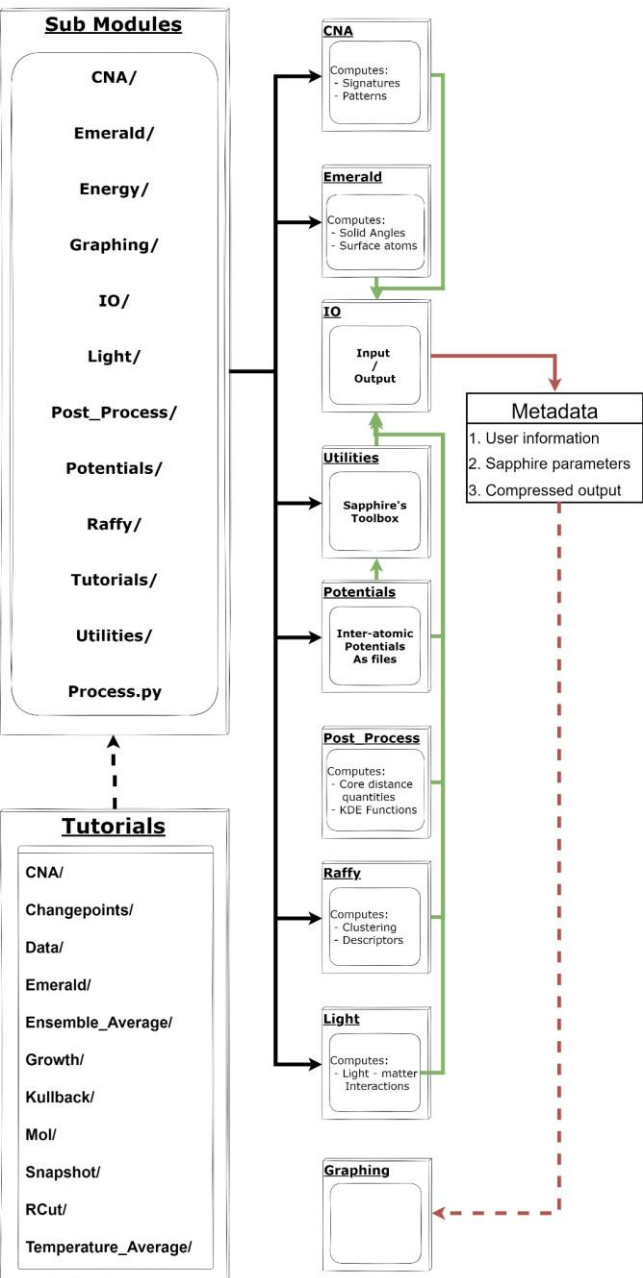 Sub Modules
CNA/
Emerald/
Energy/
Graphing/
IO/
Light/
Post_Process/
Potentials/
Raffy/
Tutorials/
Utilities/
Process.py
Tutorials
CNA/
Changepoints/
Data/
Emerald/
Ensemble_Average/
Growth/
Kullback/
Mol/
Snapshot/
RCut/
Temperature_Average/
CNA
Computes:
- Signatures
- Patterns
Emerald
Computes:
- Solid Angles
- Surface atoms
IO
Input
/
Output
Utilities
Sapphire's
Toolbox
Potentials
Inter-atomic
Potentials
As files
Post_Process
Computes:
- Core distance
quantities
- KDE Functions
Raffy
Computes:
- Clustering
- Descriptors
Light
Computes:
- Light - matter
Interactions
Graphing
Metadata
1. User information
2. Sapphire parameters
3. Compressed output